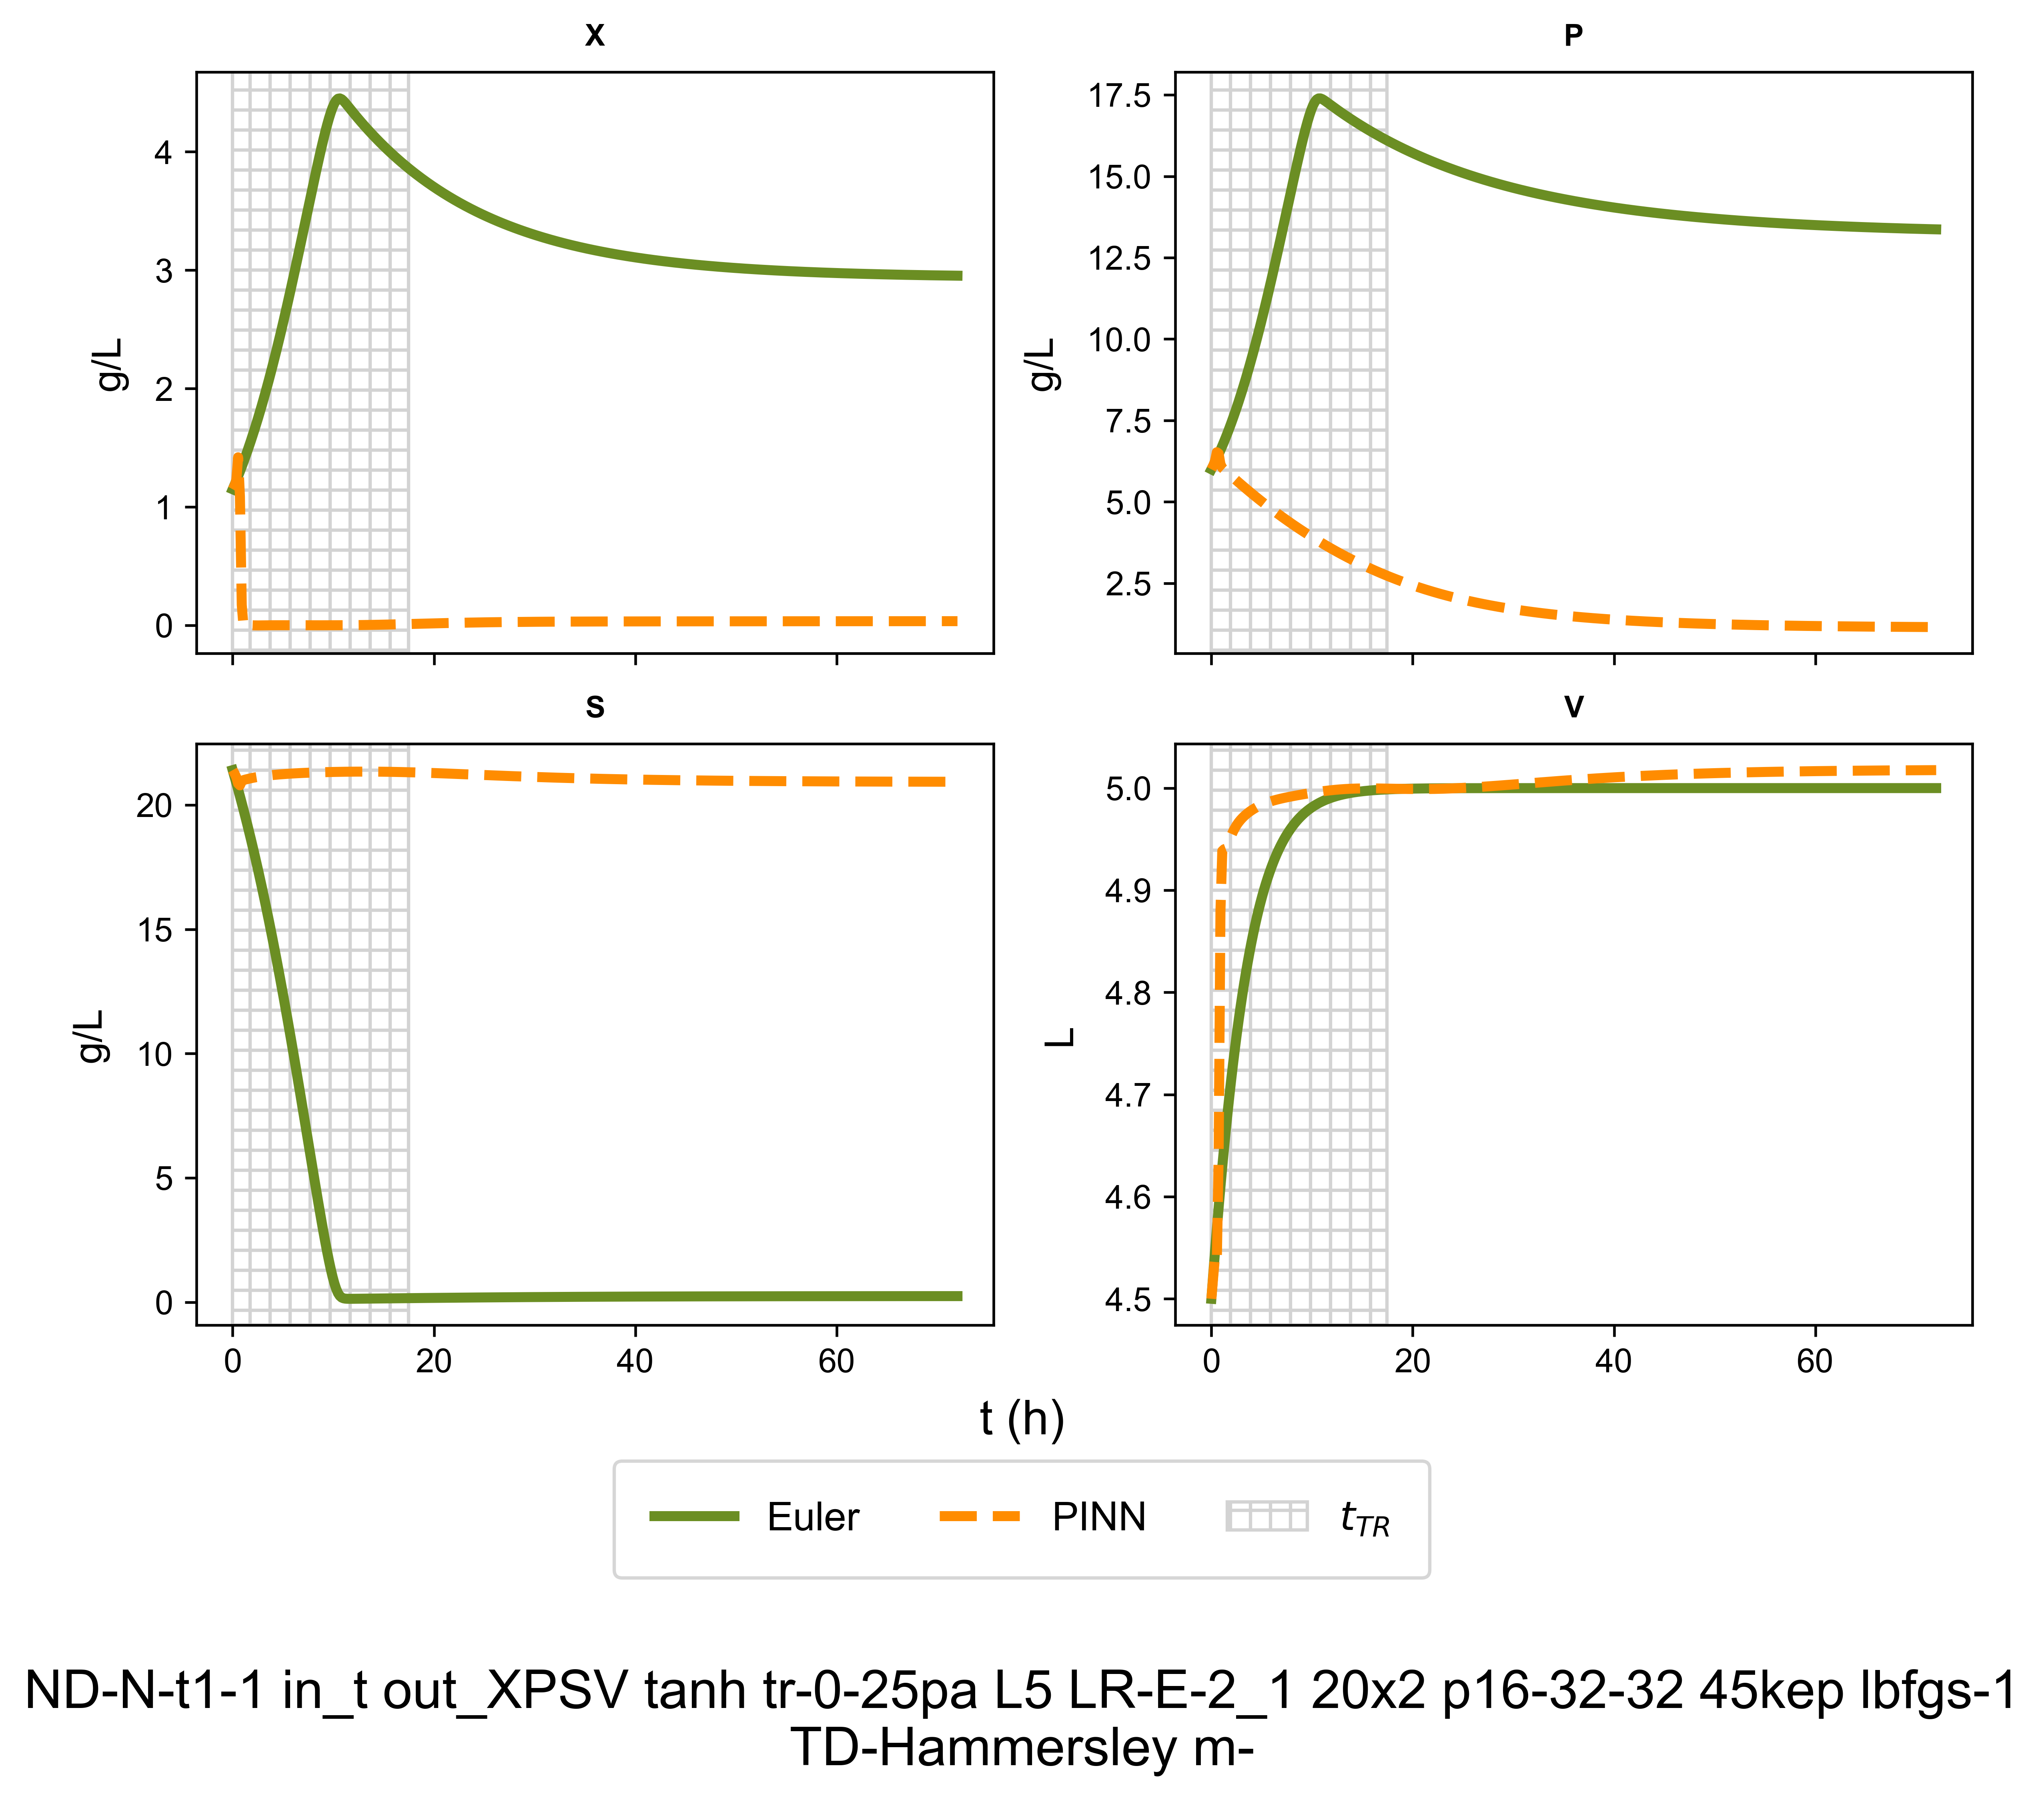 X
P
4
3
2
1
0
g/L
17.5
15.0
12.5
10.0
7.5
5.0
2.5
g/L
S
V
20
15
10
5
0
g/L
5.0
4.9
4.8
4.7
4.6
4.5
L
0 20 40 60
0 20 40 60
t (h)
Euler PINN t_TR
ND-N-t1-1 in_t out_XPSV tanh tr-0-25pa L5 LR-E-2_1 20x2 p16-32-32 45kep lbfgs-1
TD-Hammersley m-